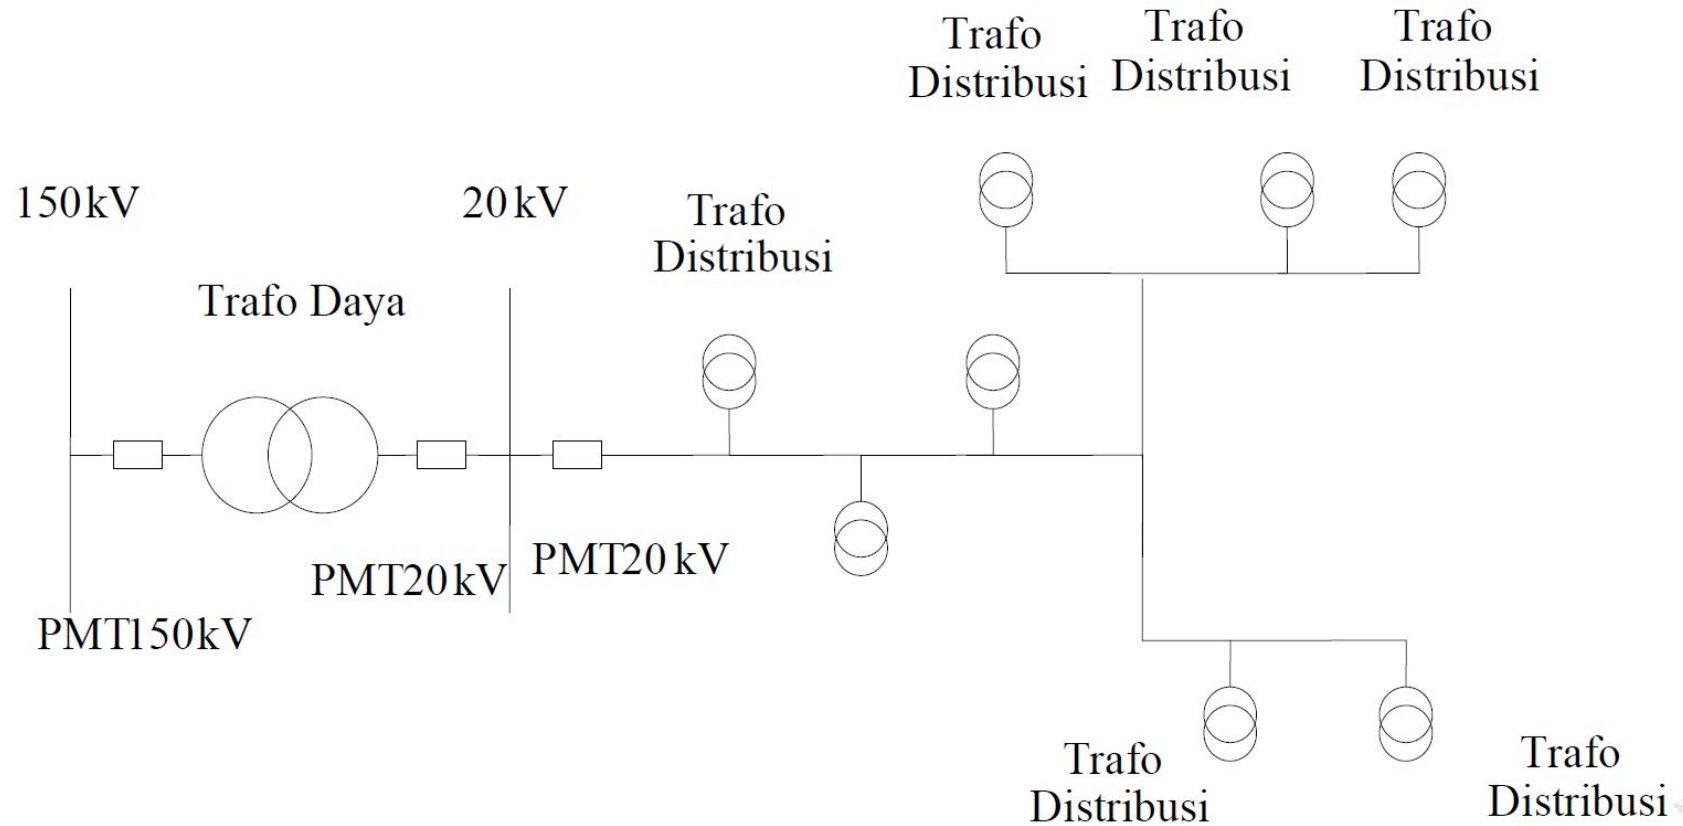 Trafo
Distribusi
Trafo
Distribusi
Trafo
Distribusi
150kV
20kV
Trafo
Distribusi
Trafo Daya
PMT20kV
PMT20kV
PMT150kV
Trafo
Distribusi
Trafo
Distribusi